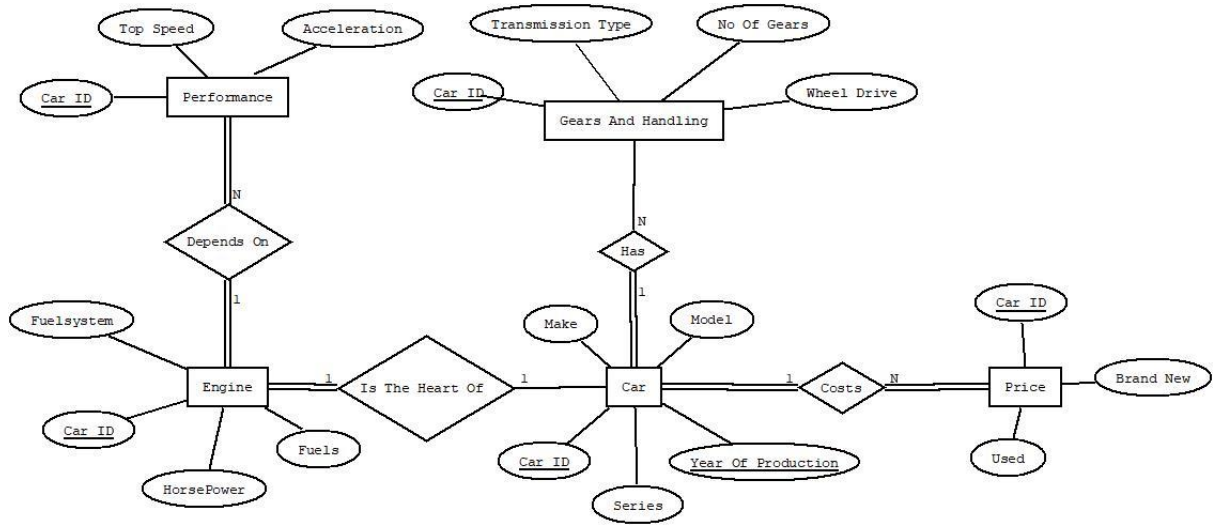 Top Speed
Acceleration
Transmission Type
No Of Gears
Car ID
Performance
Car ID
Wheel Drive
Gears And Handling
N
N
Depends On
Has
1
1
Car ID
Fuelsystem
Make
Model
Engine
1
Is The Heart Of
1
Car
1
Costs
N
Price
Brand New
Car ID
Fuels
Car ID
Year Of Production
Used
HorsePower
Series